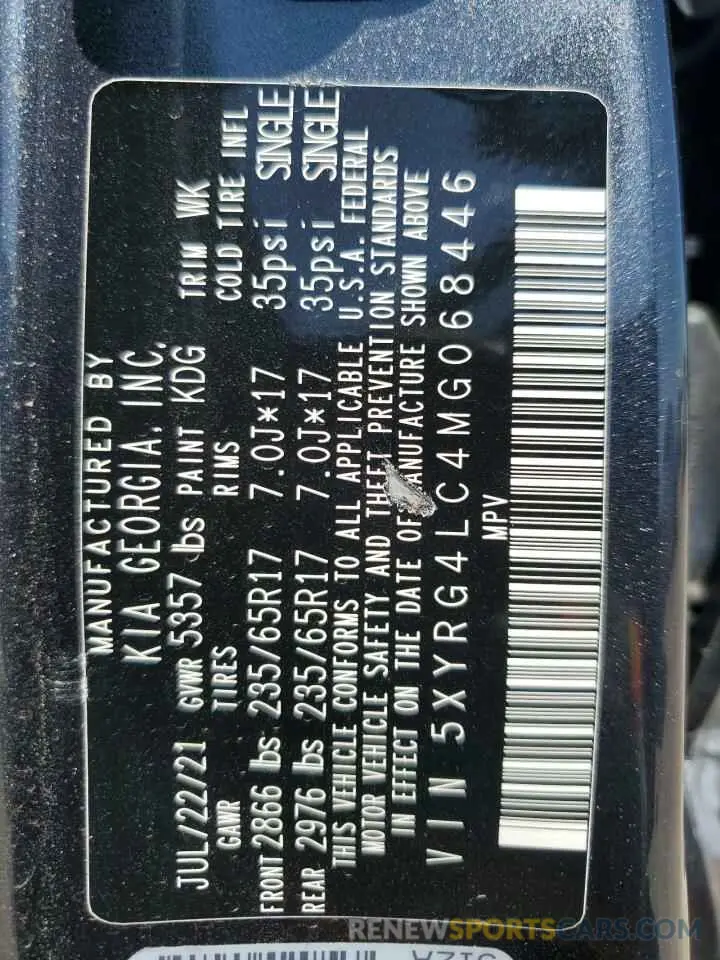 MANUFACTURED BY
KIA GEORGIA, INC.
JUL/22/21 GVWR 5357 lbs PAINT KDG TRIM WK
GAWR TIRES RIMS COLD TIRE INFL
FRONT 2866 lbs 235/65R17 7.0J*17 35psi SINGLE
REAR 2976 lbs 235/65R17 7.0J*17 35psi SINGLE
THIS VEHICLE CONFORMS TO ALL APPLICABLE U.S.A. FEDERAL
MOTOR VEHICLE SAFETY AND THEFT PREVENTION STANDARDS
IN EFFECT ON THE DATE OF MANUFACTURE SHOWN ABOVE
VIN 5XYRG4LC4MG068446
MPV
RENEWSPORTSCARS.COM